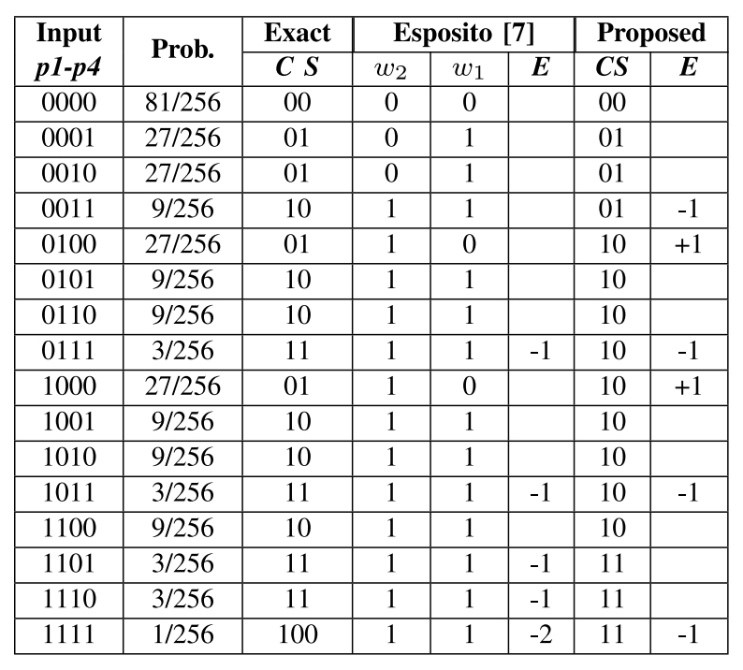 Input Prob. Exact Esposito [7] Proposed
p1-p4 C S w2 w1 E CS E
0000 81/256 00 0 0 00
0001 27/256 01 0 1 01
0010 27/256 01 0 1 01
0011 9/256 10 1 1 01 -1
0100 27/256 01 1 0 10 +1
0101 9/256 10 1 1 10
0110 9/256 10 1 1 10
0111 3/256 11 1 1 -1 10 -1
1000 27/256 01 1 0 10 +1
1001 9/256 10 1 1 10
1010 9/256 10 1 1 10
1011 3/256 11 1 1 -1 10 -1
1100 9/256 10 1 1 10
1101 3/256 11 1 1 -1 11
1110 3/256 11 1 1 -1 11
1111 1/256 100 1 1 -2 11 -1